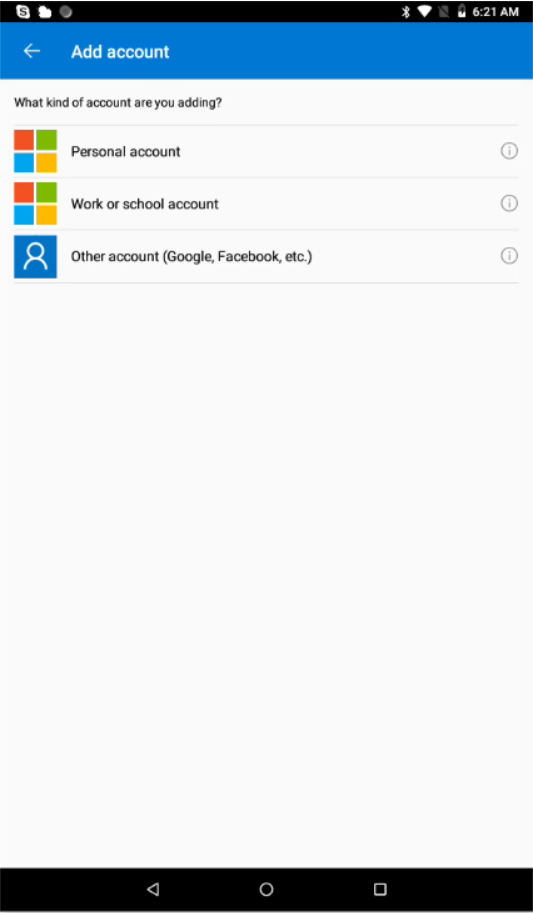 6:21 AM
Add account
What kind of account are you adding?
Personal account
Work or school account
Other account (Google, Facebook, etc.)